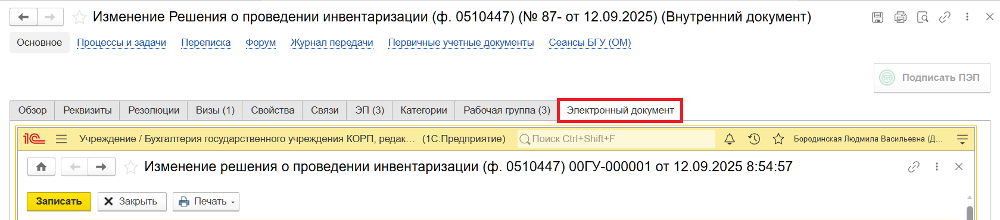 Изменение Решения о проведении инвентаризации (ф. 0510447) (№ 87- от 12.09.2025) (Внутренний документ)
Основное Процессы и задачи Переписка Форум Журнал передачи Первичные учетные документы Сеансы БГУ (ОМ)
Подписать ПЭП
Обзор Реквизиты Резолюции Визы (1) Свойства Связи ЭП (3) Категории Рабочая группа (3) Электронный документ
1С Учреждение / Бухгалтерия государственного учреждения КОРП, редак... (1С:Предприятие) Поиск Ctrl+Shift+F Бородинская Людмила Васильевна (Д...
Изменение решения о проведении инвентаризации (ф. 0510447) 00ГУ-000001 от 12.09.2025 8:54:57
Записать Закрыть Печать